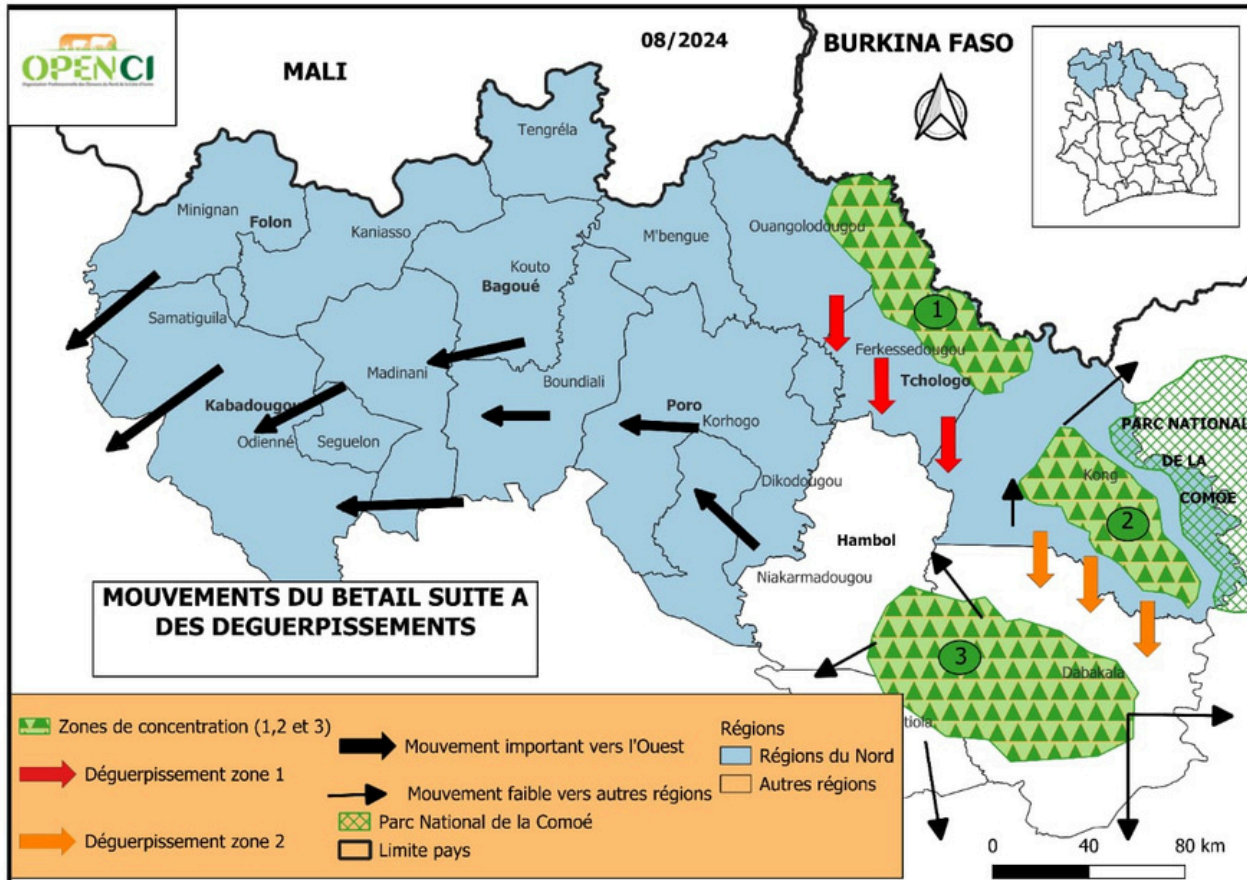 OPENCI
MALI
08/2024
BURKINA FASO
Tengréla
Minignan
Folon
Kaniasso
M'bengue
Ouangolodougou
Kouto
Bagoué
Samatiguila
1
Ferkessedougou
Madinani
Boundiali
Tchologo
Kabadougou
Poro
Korhogo
PARC NATIONAL
DE LA
COMOE
Odienné
Seguelon
Dikodougou
Kong
2
Hambol
Niakarmadougou
MOUVEMENTS DU BETAIL SUITE A
DES DEGUERPISSEMENTS
3
Dabakala
tiola
Zones de concentration (1,2 et 3)
Déguerpissement zone 1
Déguerpissement zone 2
Mouvement important vers l'Ouest
Mouvement faible vers autres régions
Parc National de la Comoé
Limite pays
Régions
Régions du Nord
Autres régions
0 40 80 km